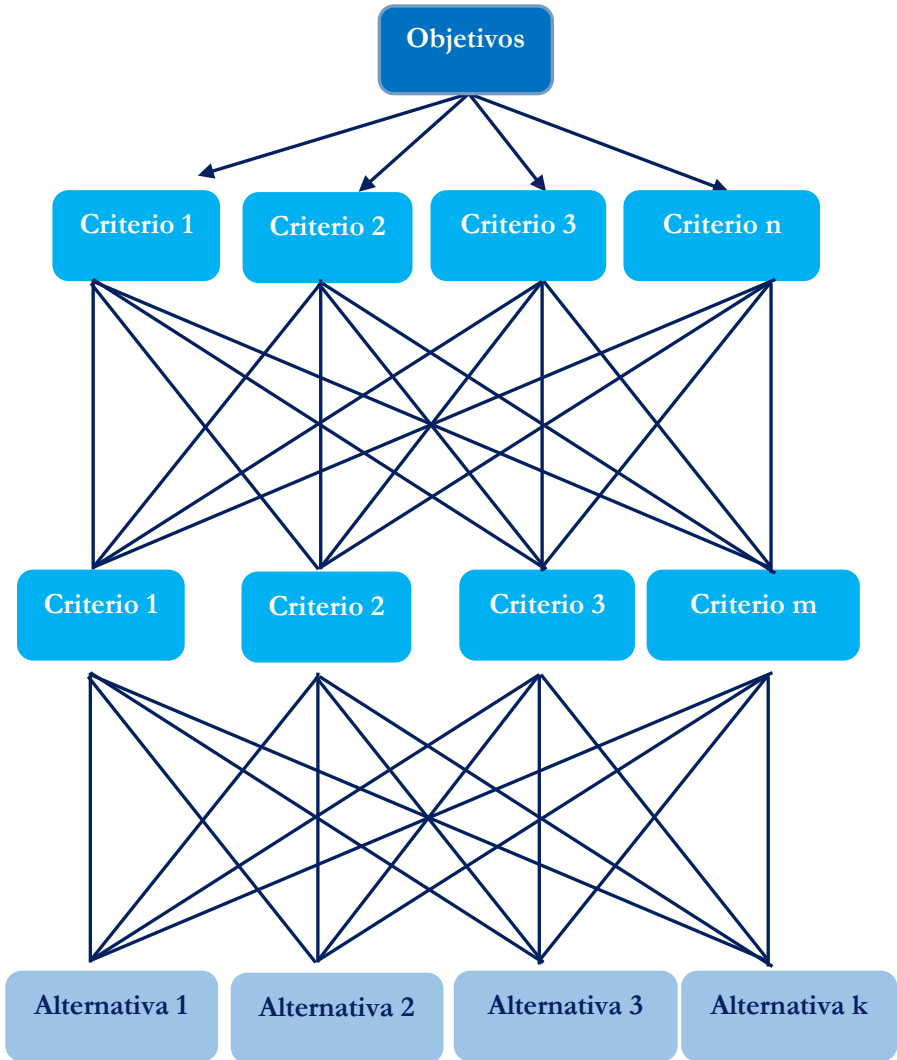 Objetivos
Criterio 1
Criterio 2
Criterio 3
Criterio n
Criterio 1
Criterio 2
Criterio 3
Criterio m
Alternativa 1
Alternativa 2
Alternativa 3
Alternativa k